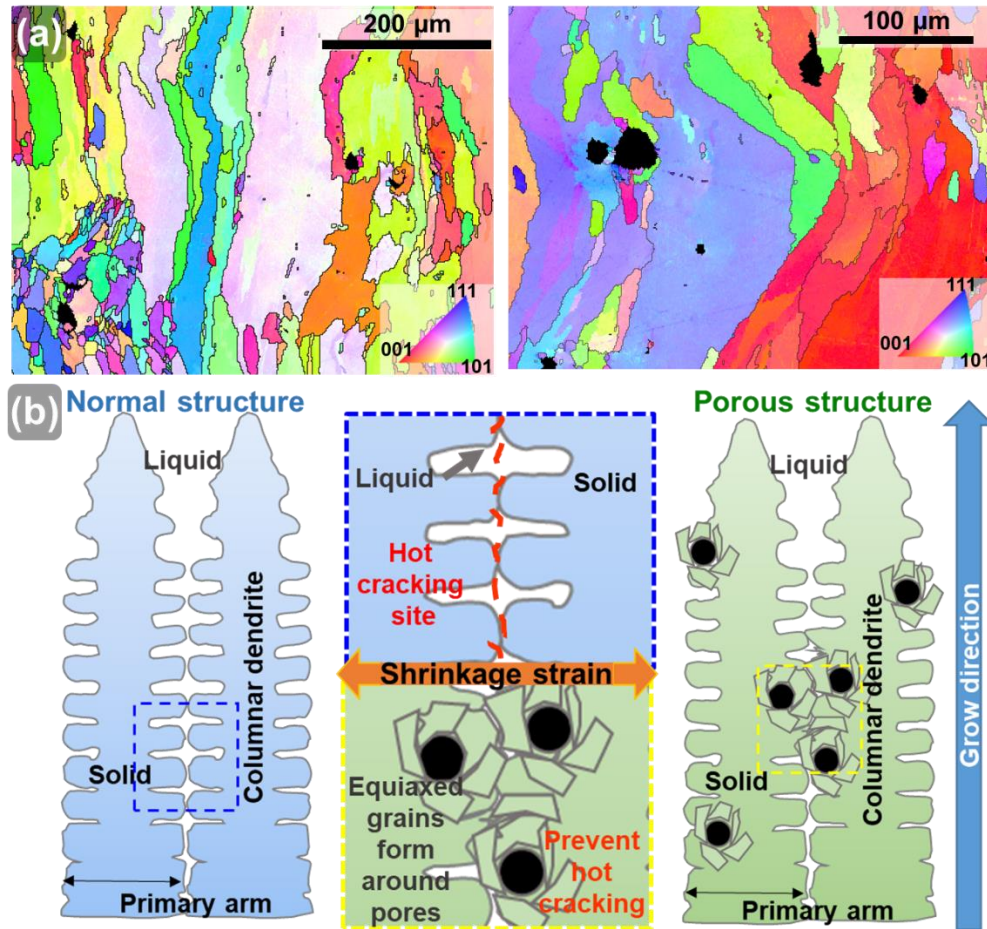 (a)
200 µm
111
001
101
100 µm
111
001
101
(b)
Normal structure
Liquid
Solid
Columnar dendrite
Primary arm
Liquid
Solid
Hot
cracking
site
Shrinkage strain
Equiaxed
grains
form
around
pores
Prevent
hot
cracking
Porous structure
Liquid
Solid
Columnar dendrite
Primary arm
Grow direction